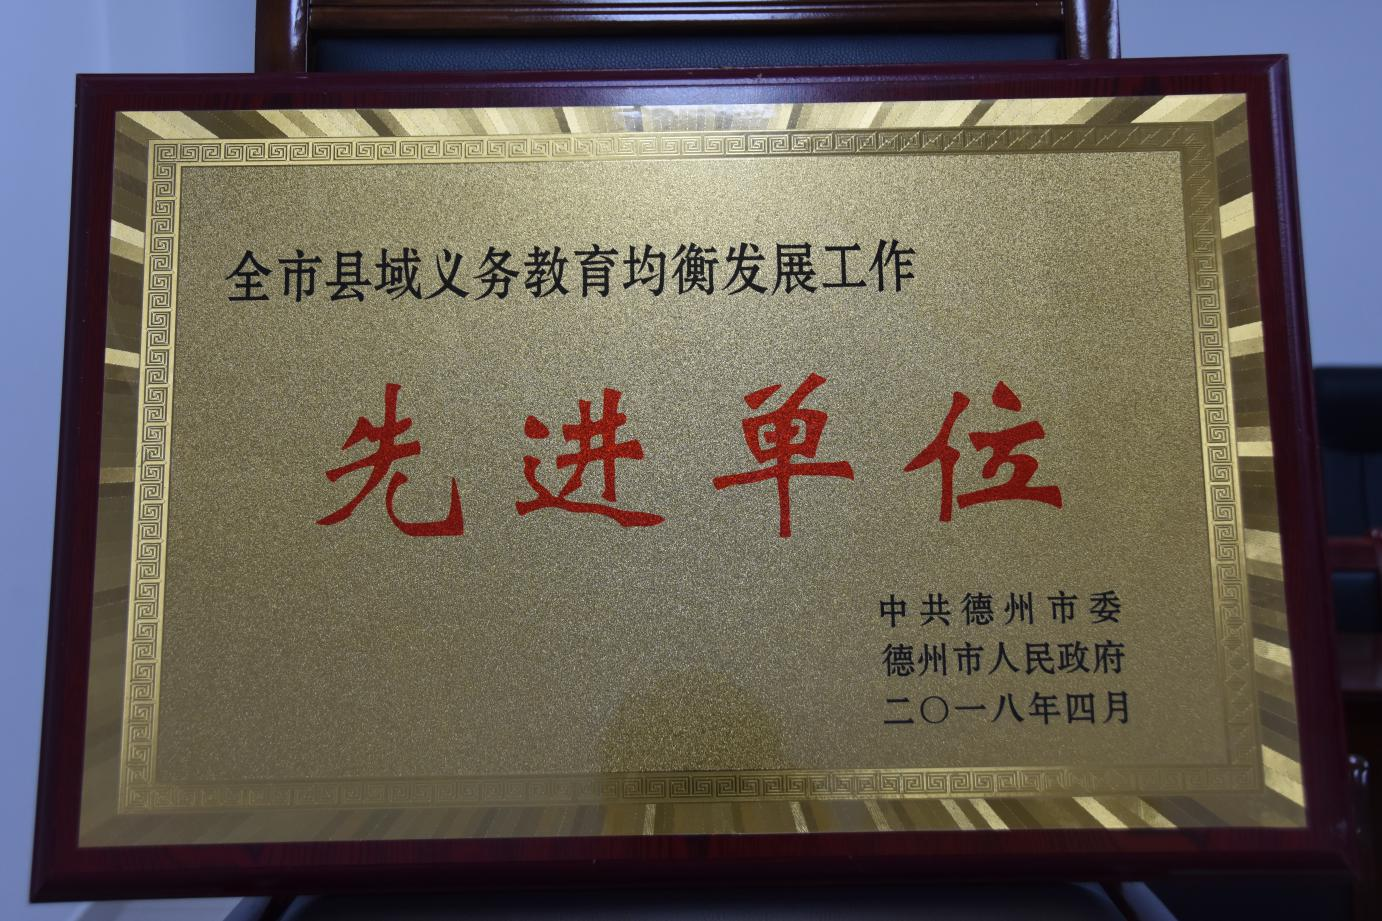 全市县域义务教育均衡发展工作
先进单位
中共德州市委
德州市人民政府
二〇一八年四月